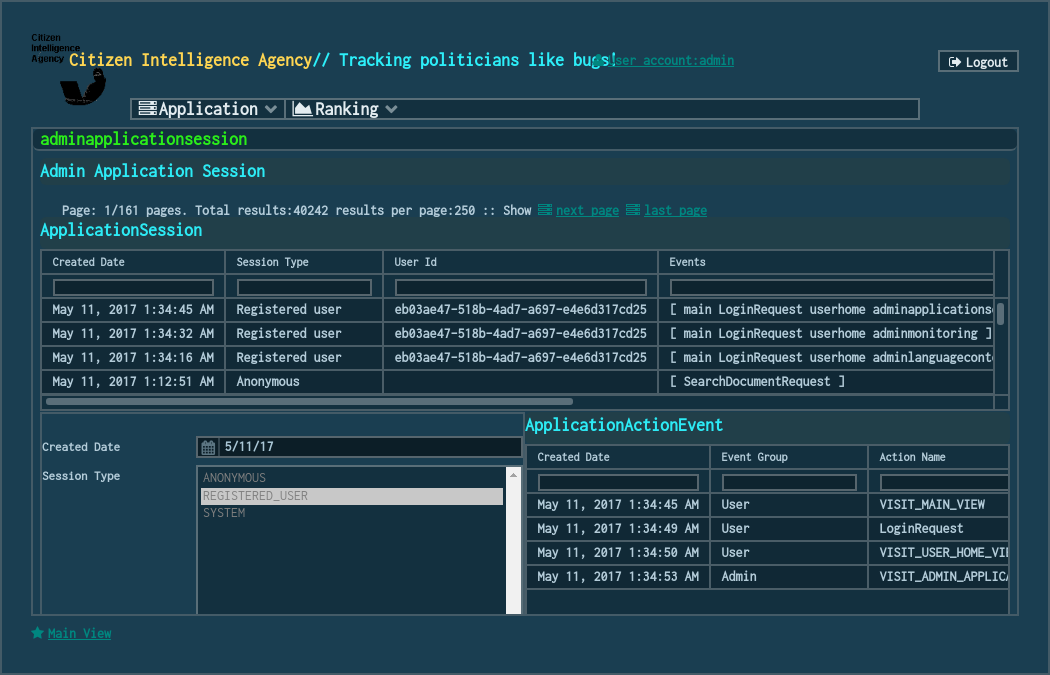 Citizen
Intelligence
Agency
Citizen Intelligence Agency// Tracking politicians like bugs!
User account:admin
Logout
Application
Ranking
adminapplicationsession
Admin Application Session
Page: 1/161 pages. Total results:40242 results per page:250 :: Show next page last page
ApplicationSession
Created Date Session Type User Id Events
May 11, 2017 1:34:45 AM Registered user eb03ae47-518b-4ad7-a697-e4e6d317cd25 [ main LoginRequest userhome adminapplications
May 11, 2017 1:34:32 AM Registered user eb03ae47-518b-4ad7-a697-e4e6d317cd25 [ main LoginRequest userhome adminmonitoring ]
May 11, 2017 1:34:16 AM Registered user eb03ae47-518b-4ad7-a697-e4e6d317cd25 [ main LoginRequest userhome adminlanguageconte
May 11, 2017 1:12:51 AM Anonymous [ SearchDocumentRequest ]
Created Date 5/11/17
Session Type
ANONYMOUS
REGISTERED_USER
SYSTEM
ApplicationActionEvent
Created Date Event Group Action Name
May 11, 2017 1:34:45 AM User VISIT_MAIN_VIEW
May 11, 2017 1:34:49 AM User LoginRequest
May 11, 2017 1:34:50 AM User VISIT_USER_HOME_VIE
May 11, 2017 1:34:53 AM Admin VISIT_ADMIN_APPLICA
Main View